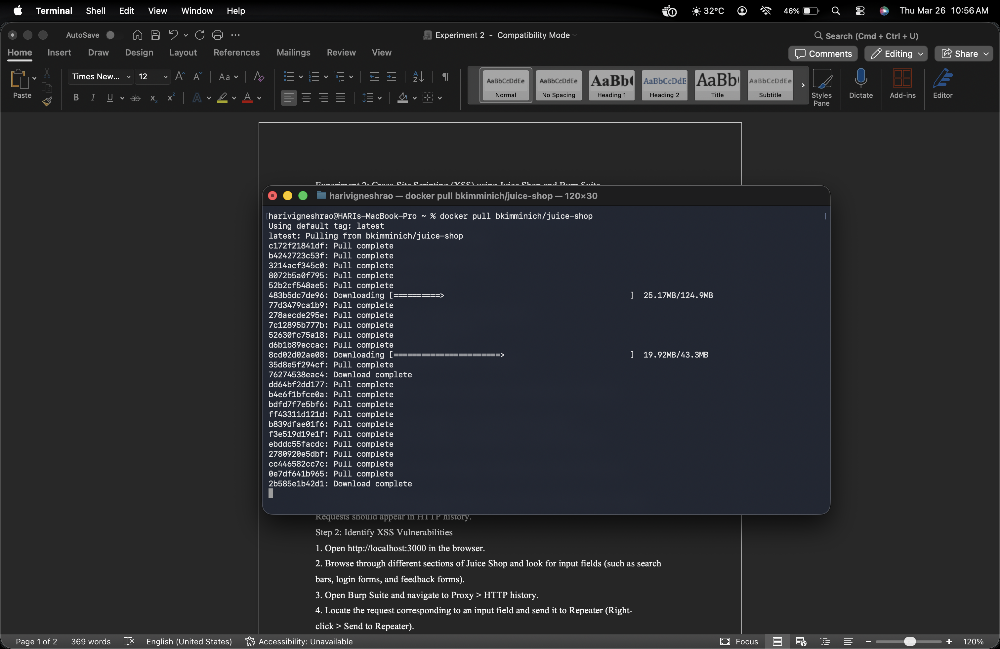 Terminal Shell Edit View Window Help 32°C 46% Thu Mar 26 10:56 AM
AutoSave Experiment 2 - Compatibility Mode Search (Cmd + Ctrl + U)
Home Insert Draw Design Layout References Mailings Review View Comments Editing Share
Paste Times New... 12 Aa AaBbCcDdEe Normal AaBbCcDdEe No Spacing AaBb( Heading 1 AaBbCcDdE Heading 2 AaBb Title AaBbCcDdEe Subtitle Styles Pane Dictate Add-ins Editor
Experiment 2: Cross-Site Scripting (XSS) using Juice Shop and Burp Suite
harivigneshrao — docker pull bkimminich/juice-shop — 120×30
[harivigneshrao@HARIs-MacBook-Pro ~ % docker pull bkimminich/juice-shop ]
Using default tag: latest
latest: Pulling from bkimminich/juice-shop
c172f21841df: Pull complete
b4242723c53f: Pull complete
3214acf345c0: Pull complete
8072b5a0f795: Pull complete
52b2cf548ae5: Pull complete
483b5dc7de96: Downloading [==========> ] 25.17MB/124.9MB
77d3479ca1b9: Pull complete
278aecde295e: Pull complete
7c12895b777b: Pull complete
52630fc75a18: Pull complete
d6b1b89eccac: Pull complete
8cd02d02ae08: Downloading [=======================> ] 19.92MB/43.3MB
35d8e5f294cf: Pull complete
76274538eac4: Download complete
dd64bf2dd177: Pull complete
b4e6f1bfce0a: Pull complete
bdfd7f7e5bf6: Pull complete
ff43311d121d: Pull complete
b839dfae01f6: Pull complete
f3e519d19e1f: Pull complete
ebddc55facdc: Pull complete
2780920e5dbf: Pull complete
cc446582cc7c: Pull complete
0e7df641b965: Pull complete
2b585e1b42d1: Download complete
Requests should appear in HTTP history.
Step 2: Identify XSS Vulnerabilities
1. Open http://localhost:3000 in the browser.
2. Browse through different sections of Juice Shop and look for input fields (such as search
bars, login forms, and feedback forms).
3. Open Burp Suite and navigate to Proxy > HTTP history.
4. Locate the request corresponding to an input field and send it to Repeater (Right-
click > Send to Repeater).
Page 1 of 2 369 words English (United States) Accessibility: Unavailable Focus 120%